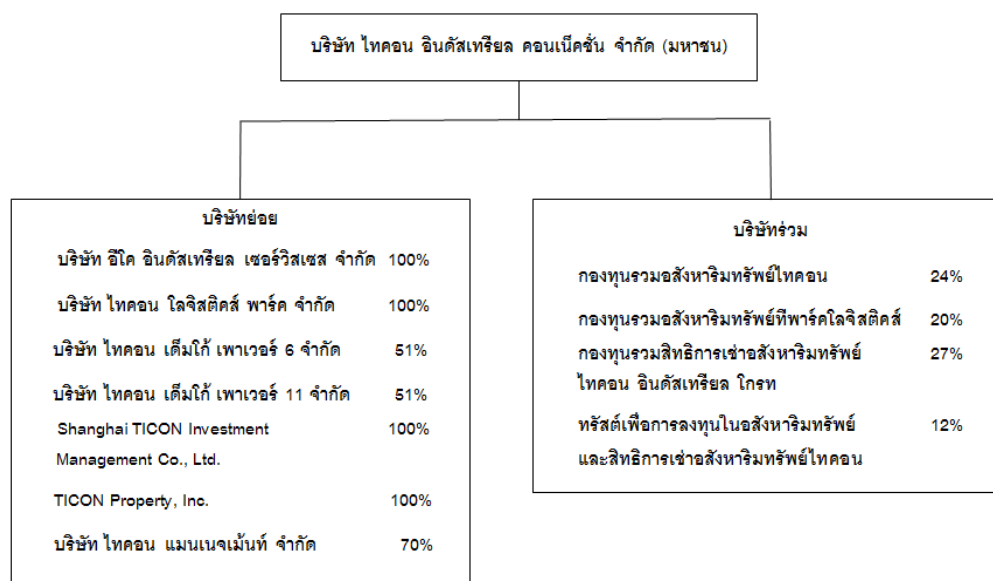 บริษัท ไทคอน อินดัสเทรียล คอนเน็คชั่น จำกัด (มหาชน)
บริษัทย่อย
บริษัท อีโค อินดัสเทรียล เซอร์วิสเซส จำกัด 100%
บริษัท ไทคอน โลจิสติคส์ พาร์ค จำกัด 100%
บริษัท ไทคอน เด็มโก้ เพาเวอร์ 6 จำกัด 51%
บริษัท ไทคอน เด็มโก้ เพาเวอร์ 11 จำกัด 51%
Shanghai TICON Investment 100%
Management Co., Ltd.
TICON Property, Inc. 100%
บริษัท ไทคอน แมนเนจเม้นท์ จำกัด 70%
บริษัทร่วม
กองทุนรวมอสังหาริมทรัพย์ไทคอน 24%
กองทุนรวมอสังหาริมทรัพย์ทีพาร์คโลจิสติคส์ 20%
กองทุนรวมสิทธิการเช่าอสังหาริมทรัพย์ 27%
ไทคอน อินดัสเทรียล โกรท
ทรัสต์เพื่อการลงทุนในอสังหาริมทรัพย์ 12%
และสิทธิการเช่าอสังหาริมทรัพย์ไทคอน